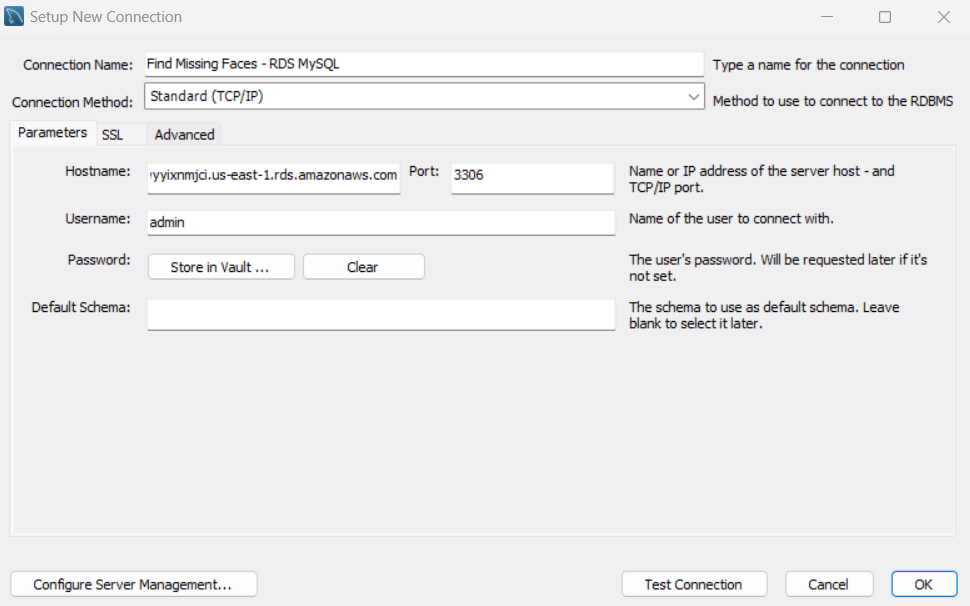 Setup New Connection
Connection Name: Find Missing Faces - RDS MySQL Type a name for the connection
Connection Method: Standard (TCP/IP) Method to use to connect to the RDBMS
Parameters SSL Advanced
Hostname: yyixnmjci.us-east-1.rds.amazonaws.com Port: 3306 Name or IP address of the server host - and
TCP/IP port.
Username: admin Name of the user to connect with.
Password: Store in Vault ... Clear The user's password. Will be requested later if it's
not set.
Default Schema: The schema to use as default schema. Leave
blank to select it later.
Configure Server Management... Test Connection Cancel OK